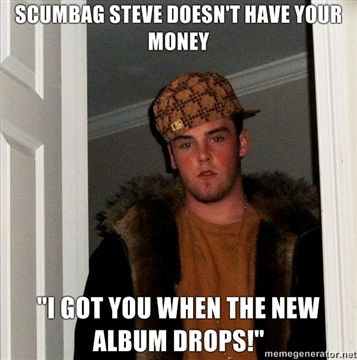 SCUMBAG STEVE DOESN'T HAVE YOUR
MONEY
"I GOT YOU WHEN THE NEW
ALBUM DROPS!"
memegenerator.net